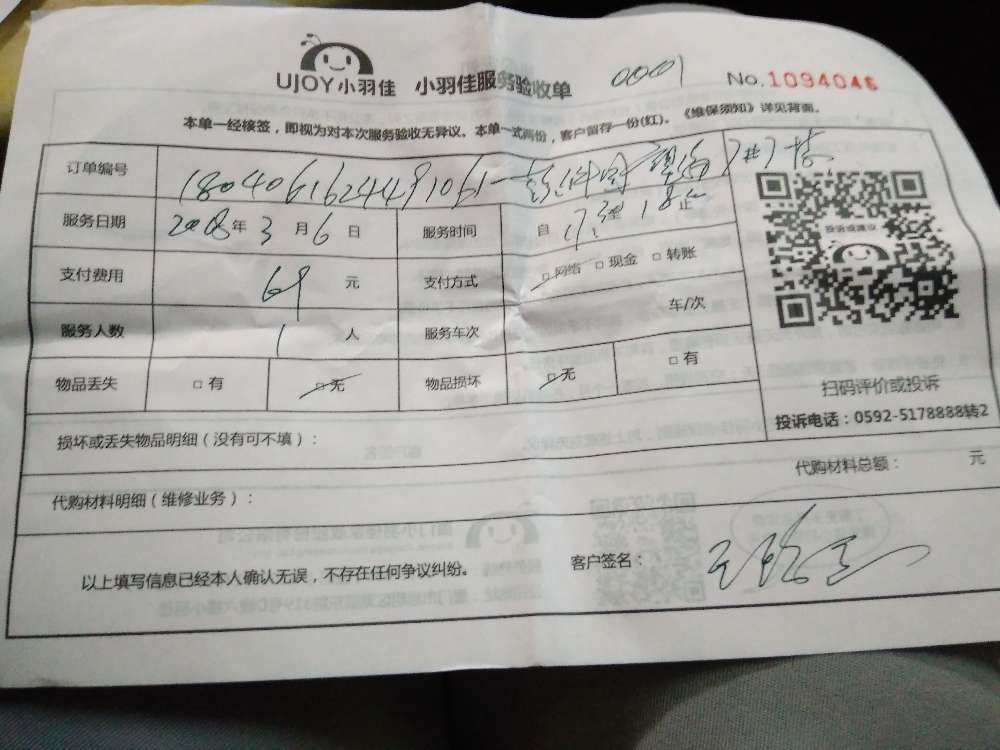 UJOY小羽佳 小羽佳服务验收单 0001 No.1094046
本单一经核签，即视为对本次服务验收无异议。本单一式两份，客户留存一份(红)。《维保须知》详见背面。
订单编号 1804061624491061
服务日期 2018年3月6日 服务时间 自 17:30 至 18 止
支付费用 69 元 支付方式 □网络 □现金 □转账
服务人数 1 人 服务车次 车/次
物品丢失 □有 □无 物品损坏 □无 □有
扫码评价或投诉
投诉电话：0592-5178888转2
投诉或建议
损坏或丢失物品明细（没有可不填）：
代购材料总额： 元
代购材料明细（维修业务）：
以上填写信息已经本人确认无误，不存在任何争议纠纷。 客户签名：